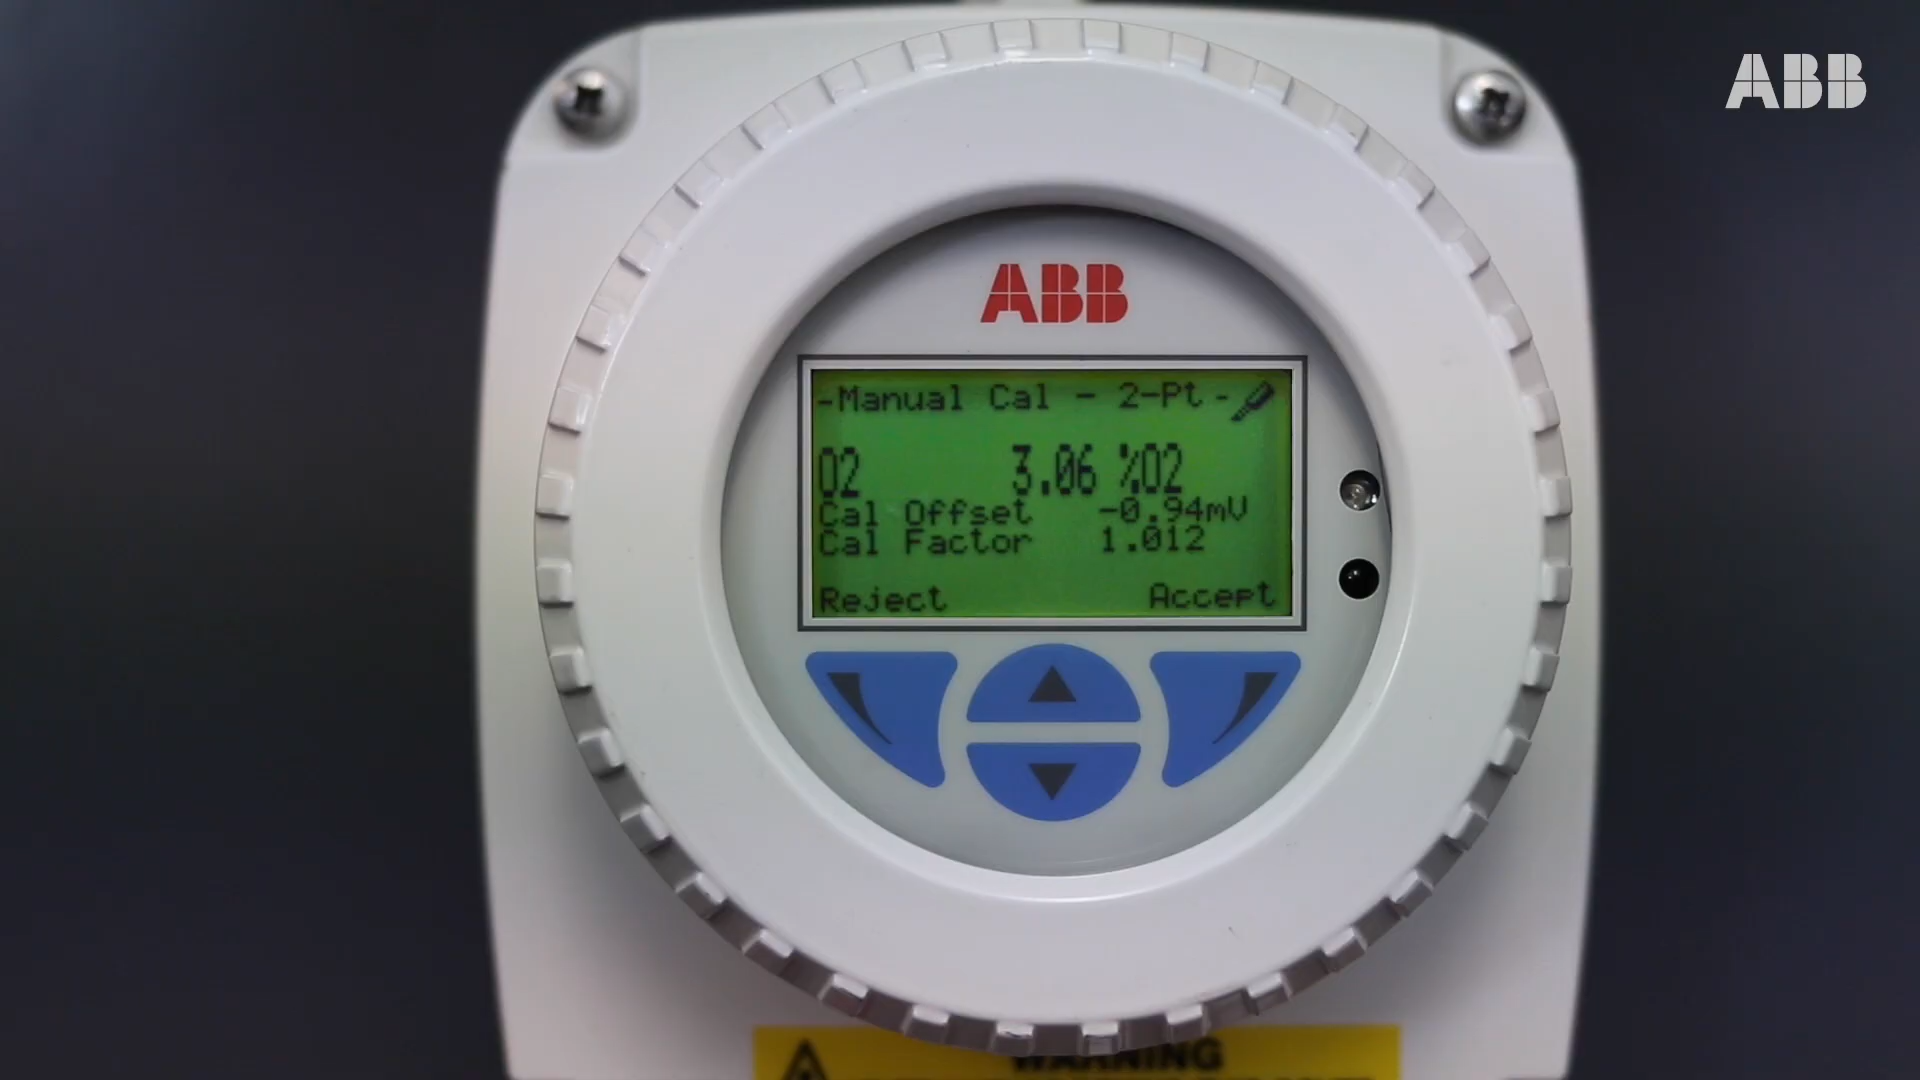 ABB
ABB
-Manual Cal - 2-Pt -
O2 3.06 %O2
Cal Offset -0.94mV
Cal Factor 1.012
Reject Accept
WARNING